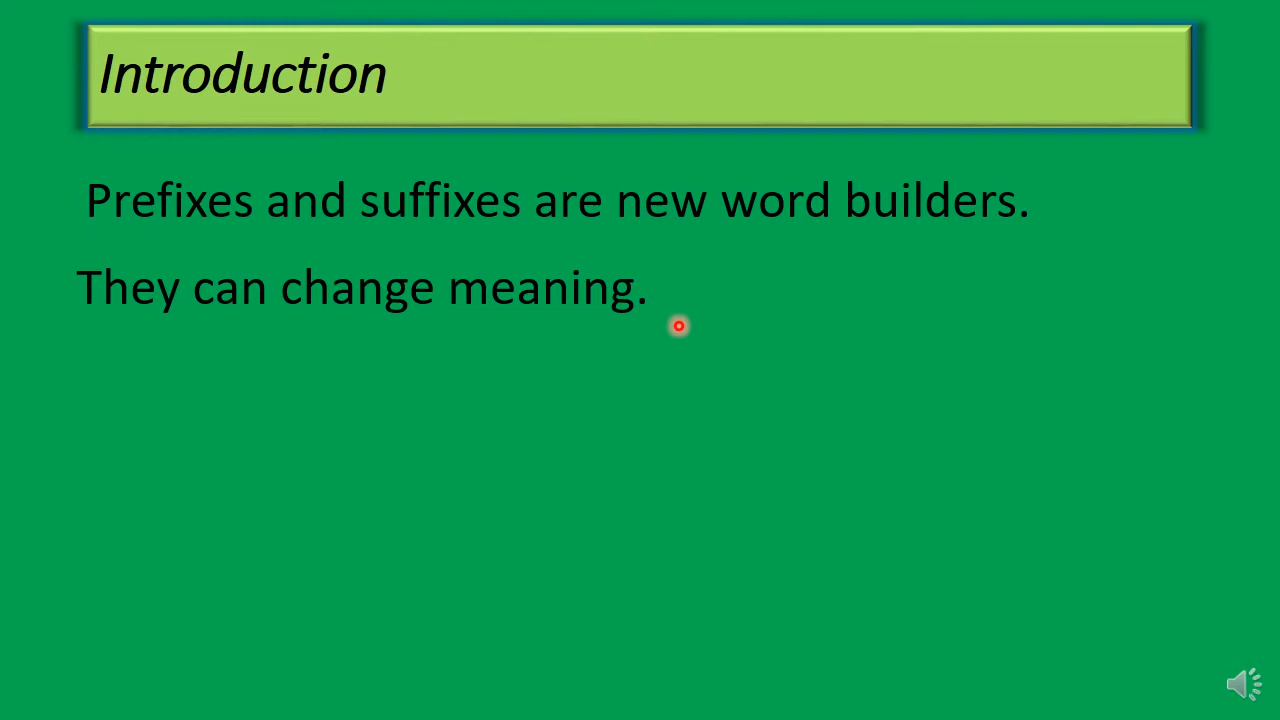 Introduction
Prefixes and suffixes are new word builders.
They can change meaning.